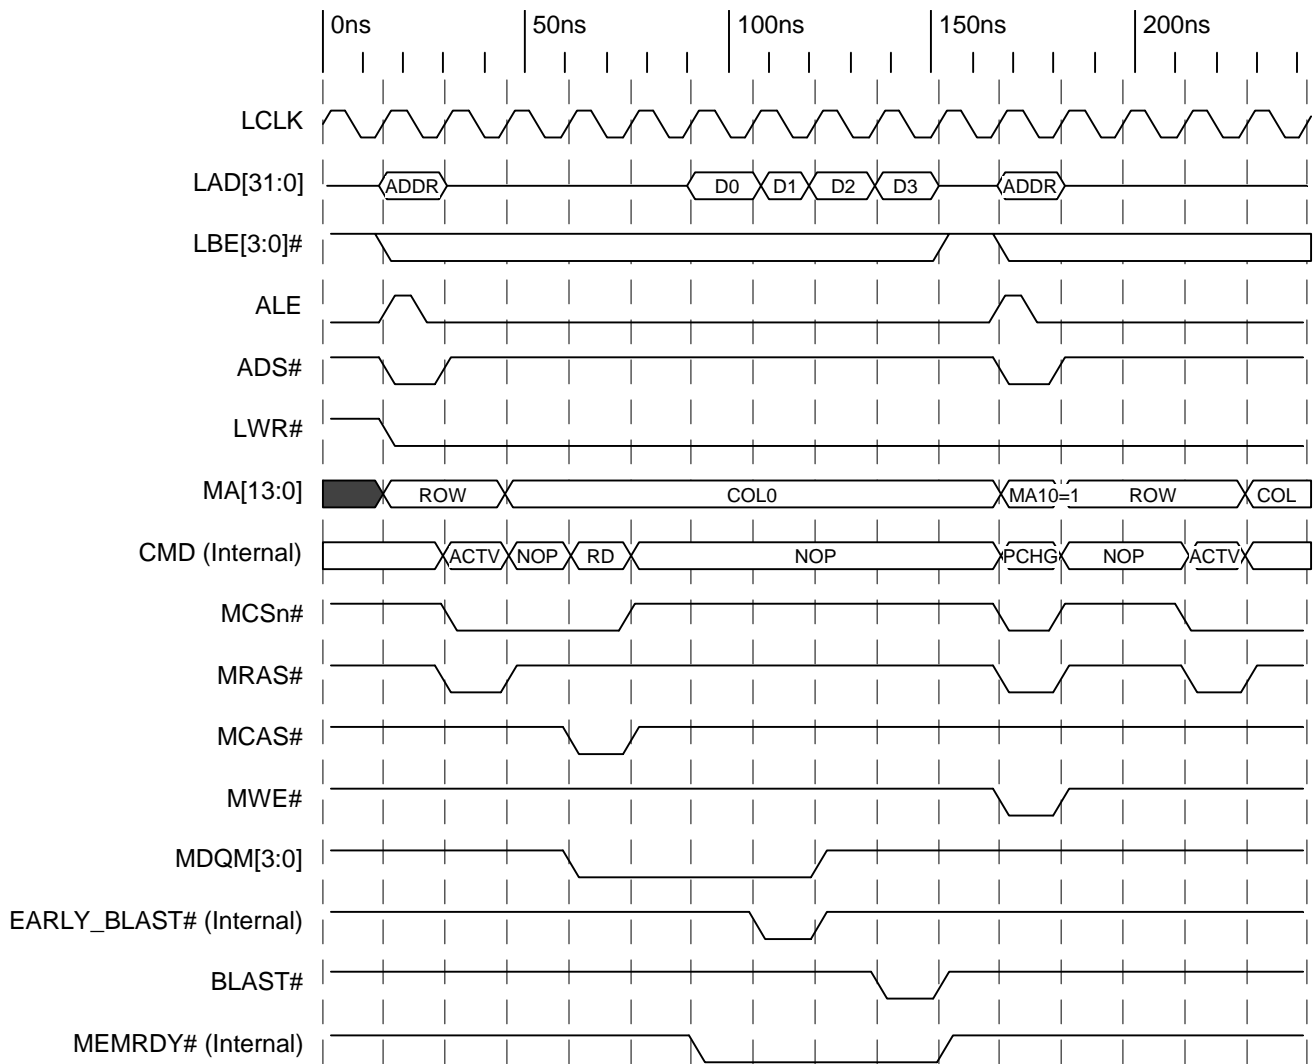 0ns 50ns 100ns 150ns 200ns
LCLK
LAD[31:0] ADDR D0 D1 D2 D3 ADDR
LBE[3:0]#
ALE
ADS#
LWR#
MA[13:0] ROW COL0 MA10=1 ROW COL
CMD (Internal) ACTV NOP RD NOP PCHG NOP ACTV
MCSn#
MRAS#
MCAS#
MWE#
MDQM[3:0]
EARLY_BLAST# (Internal)
BLAST#
MEMRDY# (Internal)